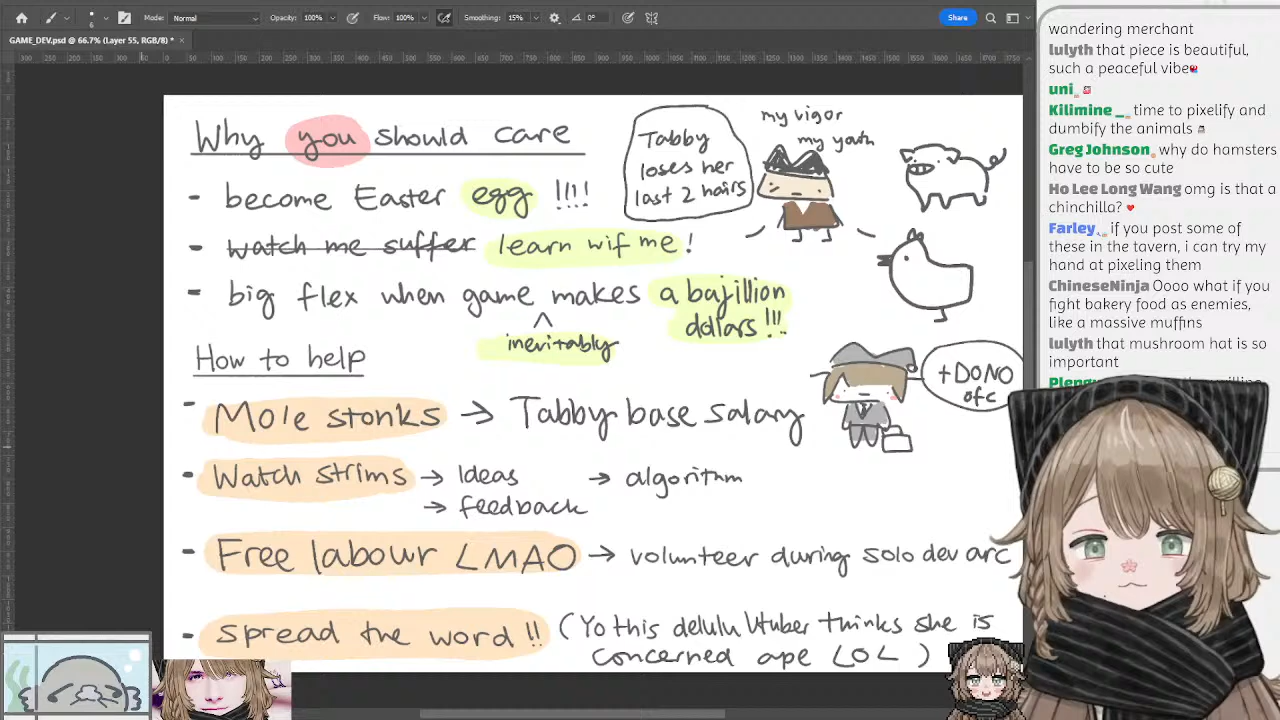 Mode: Normal Opacity: 100% Flow: 100% Smoothing: 15% 0° Share
GAME_DEV.psd @ 66.7% (Layer 55, RGB/8) *
Why you should care
- become Easter egg !!!!
- watch me suffer learn wif me !
- big flex when game makes a bajillion
dollars !!!
^
inevitably
Tabby
loses her
last 2 hairs
my vigor
my youth
How to help
- Mole stonks → Tabby base salary
+DONO
ofc
- Watch strims → Ideas → algorithm
→ feedback
- Free labour LMAO → volunteer during solo dev arc
- spread the word !! (Yo this delulu Vtuber thinks she is
concerned ape LOL )
wandering merchant
lulyth that piece is beautiful,
such a peaceful vibe
uni_
Kilimine _ time to pixelify and
dumbify the animals
Greg Johnson why do hamsters
have to be so cute
Ho Lee Long Wang omg is that a
chinchilla?
Farley if you post some of
these in the tavern, i can try my
hand at pixeling them
ChineseNinja Oooo what if you
fight bakery food as enemies,
like a massive muffins
lulyth that mushroom hat is so
important